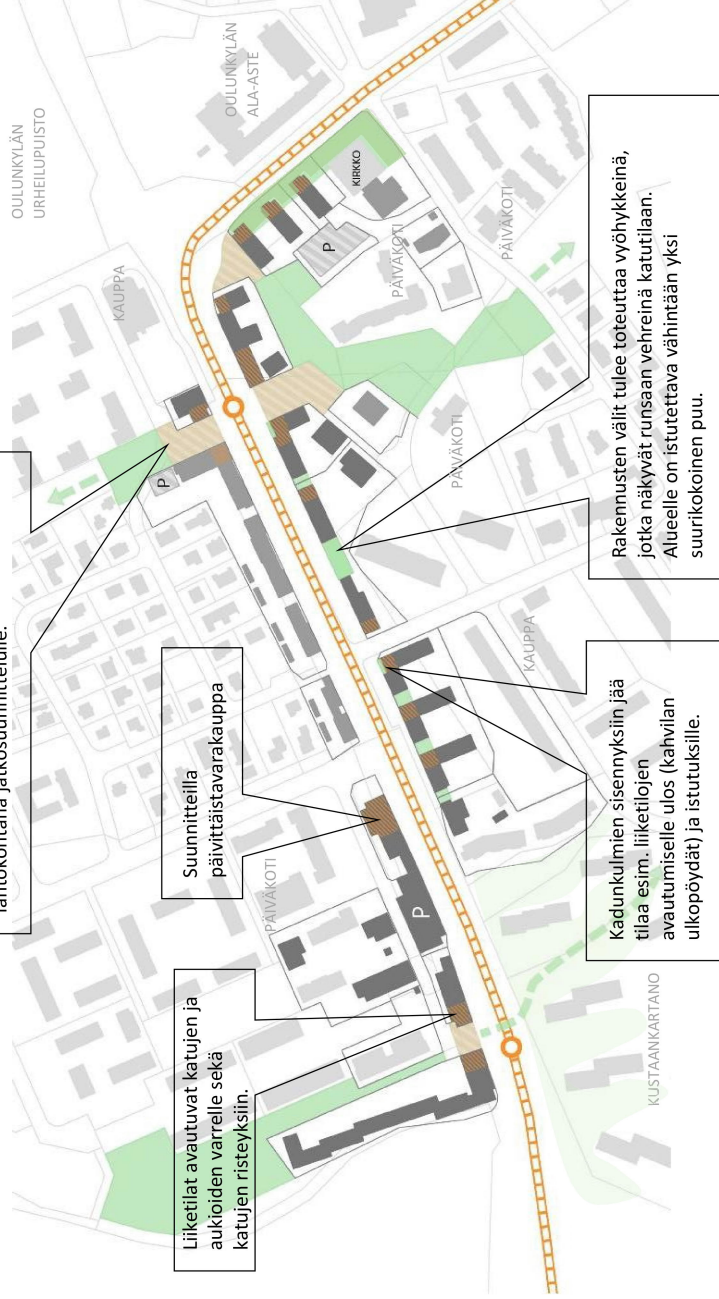 lähtökohtana jatkosuunnittelulle.
OULUNKYLÄN
URHEILUPUISTO
KAUPPA
OULUNKYLÄN
ALA-ASTE
P
Suunnitteilla
päivittäistavarakauppa
Liiketilat avautuvat katujen ja
aukioiden varrelle sekä
katujen risteyksiin.
PÄIVÄKOTI
P
P
KIRKKO
PÄIVÄKOTI
PÄIVÄKOTI
PÄIVÄKOTI
KAUPPA
KUSTAANKARTANO
Kadunkulmien sisennyksiin jää
tilaa esim. liiketilojen
avautumiselle ulos (kahvilan
ulkopöydät) ja istutuksille.
Rakennusten välit tulee toteuttaa vyöhykkeinä,
jotka näkyvät runsaan vehreinä katutilaan.
Alueelle on istutettava vähintään yksi
suurikokoinen puu.